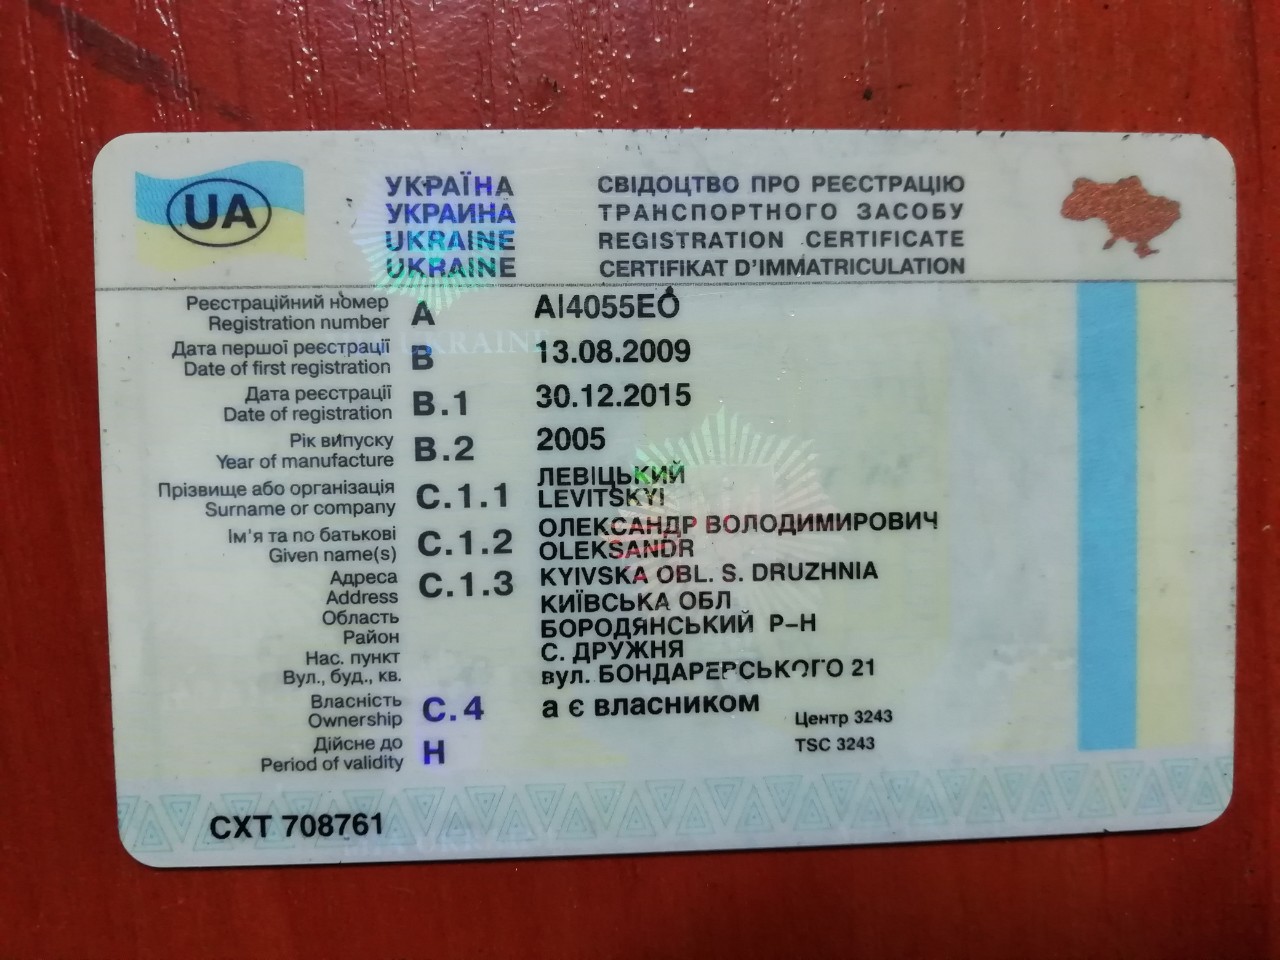 UA
УКРАЇНА
УКРАИНА
UKRAINE
UKRAINE
СВІДОЦТВО ПРО РЕЄСТРАЦІЮ
ТРАНСПОРТНОГО ЗАСОБУ
REGISTRATION CERTIFICATE
CERTIFIKAT D'IMMATRICULATION
Реєстраційний номер
Registration number
A
AI4055EO
Дата першої реєстрації
Date of first registration
B
13.08.2009
Дата реєстрації
Date of registration
B.1
30.12.2015
Рік випуску
Year of manufacture
B.2
2005
Прізвище або організація
Surname or company
C.1.1
ЛЕВІЦЬКИЙ
LEVITSKYI
Ім'я та по батькові
Given name(s)
C.1.2
ОЛЕКСАНДР ВОЛОДИМИРОВИЧ
OLEKSANDR
Адреса
Address
C.1.3
KYIVSKA OBL. S. DRUZHNIA
Область
КИЇВСЬКА ОБЛ
Район
БОРОДЯНСЬКИЙ Р-Н
Нас. пункт
С. ДРУЖНЯ
Вул., буд., кв.
вул. БОНДАРЕРСЬКОГО 21
Власність
Ownership
C.4
а є власником
Центр 3243
TSC 3243
Дійсне до
Period of validity
H
CXT 708761